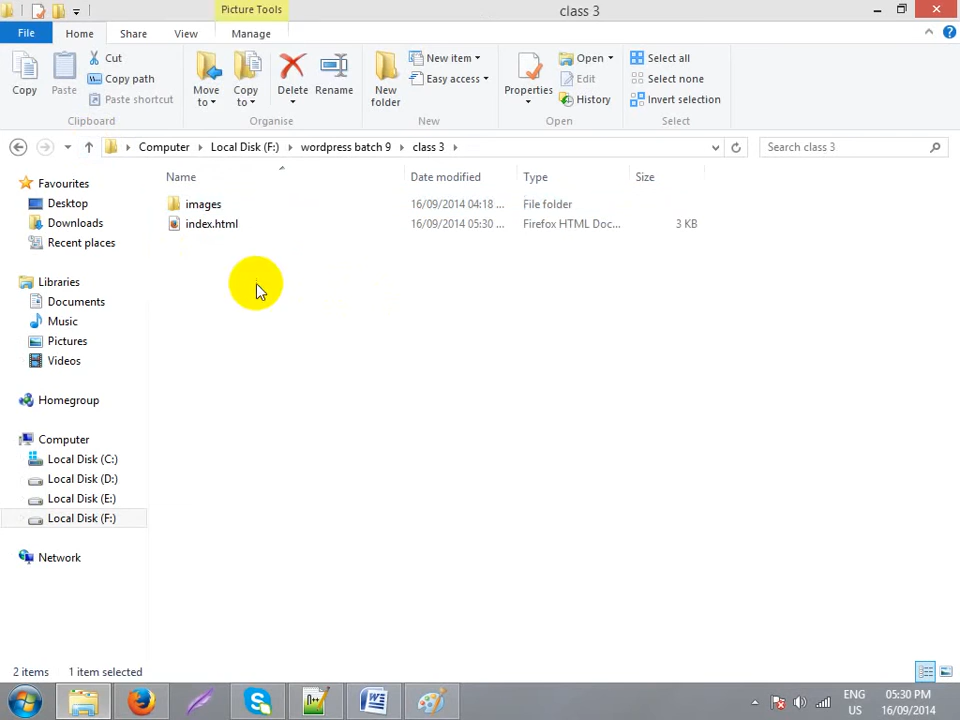 Picture Tools
class 3
File
Home
Share
View
Manage
Copy
Paste
Cut
Copy path
Paste shortcut
Clipboard
Move to
Copy to
Delete
Rename
Organise
New folder
New item
Easy access
New
Properties
Open
Edit
History
Open
Select all
Select none
Invert selection
Select
Computer
Local Disk (F:)
wordpress batch 9
class 3
Search class 3
Name
Date modified
Type
Size
images
16/09/2014 04:18 ...
File folder
index.html
16/09/2014 05:30 ...
Firefox HTML Doc...
3 KB
Favourites
Desktop
Downloads
Recent places
Libraries
Documents
Music
Pictures
Videos
Homegroup
Computer
Local Disk (C:)
Local Disk (D:)
Local Disk (E:)
Local Disk (F:)
Network
2 items
1 item selected
ENG
US
05:30 PM
16/09/2014